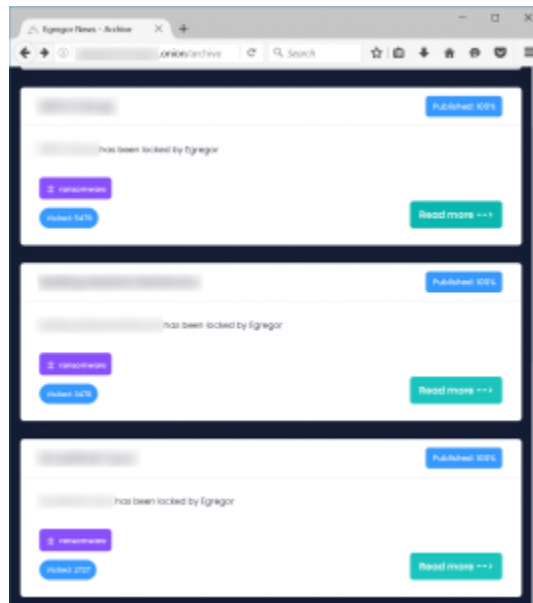 Egregor News - Archive
.onion/archive
Search
Published: 100%
has been locked by Egregor
ransomware
Visited: 5479
Read more -->
Published: 100%
has been locked by Egregor
ransomware
Visited: 3478
Read more -->
Published: 100%
has been locked by Egregor
ransomware
Visited: 2727
Read more -->